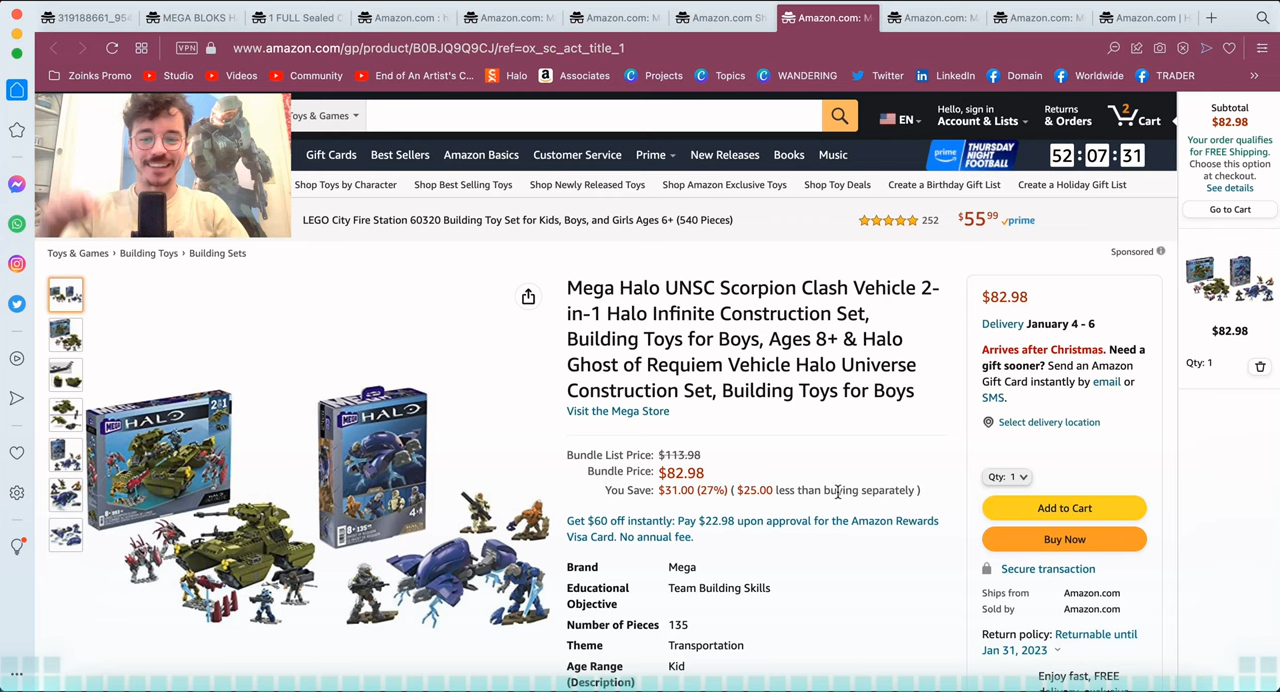 319188661_954
MEGA BLOKS H
1 FULL Sealed C
Amazon.com : h
Amazon.com: M
Amazon.com: M
Amazon.com Sh
Amazon.com: M
Amazon.com: M
Amazon.com: M
Amazon.com | H
VPN
www.amazon.com/gp/product/B0BJQ9Q9CJ/ref=ox_sc_act_title_1
Zoinks Promo
Studio
Videos
Community
End of An Artist's C...
Halo
Associates
Projects
Topics
WANDERING
Twitter
LinkedIn
Domain
Worldwide
TRADER
oys & Games
EN
Hello, sign in
Account & Lists
Returns
& Orders
2
Cart
Gift Cards
Best Sellers
Amazon Basics
Customer Service
Prime
New Releases
Books
Music
prime
THURSDAY
NIGHT
FOOTBALL
52:07:31
Shop Toys by Character
Shop Best Selling Toys
Shop Newly Released Toys
Shop Amazon Exclusive Toys
Shop Toy Deals
Create a Birthday Gift List
Create a Holiday Gift List
LEGO City Fire Station 60320 Building Toy Set for Kids, Boys, and Girls Ages 6+ (540 Pieces)
252
$55.99
prime
Toys & Games › Building Toys › Building Sets
Sponsored
Mega Halo UNSC Scorpion Clash Vehicle 2-
in-1 Halo Infinite Construction Set,
Building Toys for Boys, Ages 8+ & Halo
Ghost of Requiem Vehicle Halo Universe
Construction Set, Building Toys for Boys
Visit the Mega Store
Bundle List Price: $113.98
Bundle Price: $82.98
You Save: $31.00 (27%) ( $25.00 less than buying separately )
Get $60 off instantly: Pay $22.98 upon approval for the Amazon Rewards
Visa Card. No annual fee.
Brand Mega
Educational Team Building Skills
Objective
Number of Pieces 135
Theme Transportation
Age Range Kid
(Description)
MEGA
HALO
2in1
MEGA
HALO
$82.98
Delivery January 4 - 6
Arrives after Christmas. Need a
gift sooner? Send an Amazon
Gift Card instantly by email or
SMS.
Select delivery location
Qty: 1
Add to Cart
Buy Now
Secure transaction
Ships from Amazon.com
Sold by Amazon.com
Return policy: Returnable until
Jan 31, 2023
Enjoy fast, FREE
Subtotal
$82.98
Your order qualifies
for FREE Shipping.
Choose this option
at checkout.
See details
Go to Cart
$82.98
Qty: 1